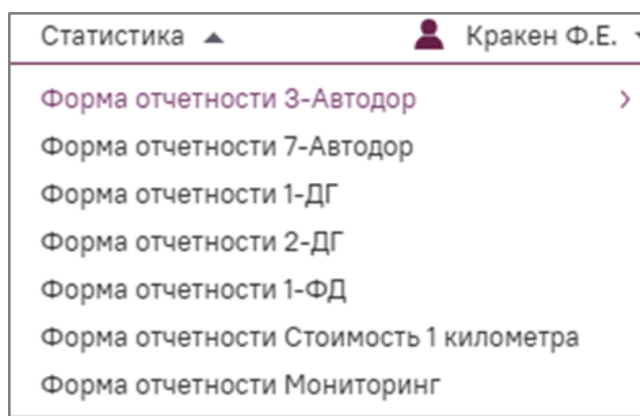 Статистика Кракен Ф.Е.
Форма отчетности 3-Автодор
Форма отчетности 7-Автодор
Форма отчетности 1-ДГ
Форма отчетности 2-ДГ
Форма отчетности 1-ФД
Форма отчетности Стоимость 1 километра
Форма отчетности Мониторинг